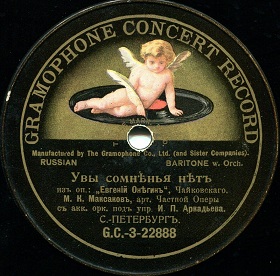 GRAMOPHONE CONCERT RECORD
Manufactured by The Gramophone Co., Ltd. (and Sister Companies).
RUSSIAN BARITONE w. Orch.
Увы сомнѣнья нѣтъ
изъ оп.: „Евгеній Онѣгинъ", Чайковскаго.
М. К. Максаковъ, арт. Частной Оперы
съ акк. орк. подъ упр. И. П. Аркадьева.
С.-ПЕТЕРБУРГЪ.
G.C.-3-22888